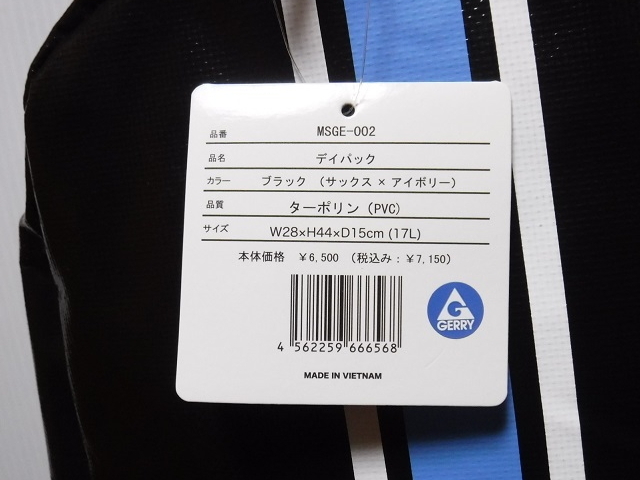 品番 MSGE-002
品名 デイパック
カラー ブラック （サックス × アイボリー）
品質 ターポリン（PVC）
サイズ W28×H44×D15cm (17L)
本体価格 ￥6,500 （税込み：￥7,150）
GERRY
4 562259 666568
MADE IN VIETNAM